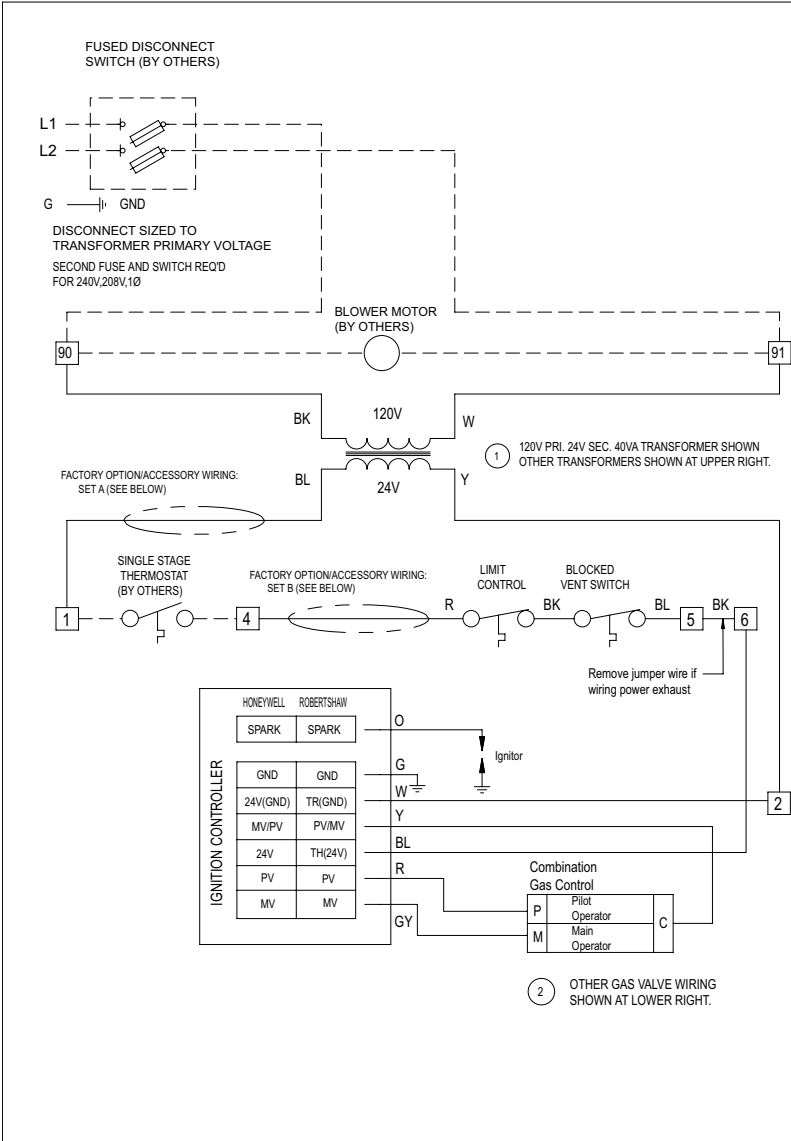 FUSED DISCONNECT
SWITCH (BY OTHERS)
L1
L2
G
GND
DISCONNECT SIZED TO
TRANSFORMER PRIMARY VOLTAGE
SECOND FUSE AND SWITCH REQ'D
FOR 240V,208V,1Ø
BLOWER MOTOR
(BY OTHERS)
90
91
BK
120V
W
BL
24V
Y
1
120V PRI. 24V SEC. 40VA TRANSFORMER SHOWN
OTHER TRANSFORMERS SHOWN AT UPPER RIGHT.
FACTORY OPTION/ACCESSORY WIRING:
SET A (SEE BELOW)
SINGLE STAGE
THERMOSTAT
(BY OTHERS)
FACTORY OPTION/ACCESSORY WIRING:
SET B (SEE BELOW)
LIMIT
CONTROL
BLOCKED
VENT SWITCH
1
4
R
BK
BL
5
BK
6
Remove jumper wire if
wiring power exhaust
IGNITION CONTROLLER
HONEYWELL ROBERTSHAW
SPARK SPARK
O
Ignitor
GND GND
G
24V(GND) TR(GND)
W
2
MV/PV PV/MV
Y
24V TH(24V)
BL
PV PV
R
MV MV
GY
Combination
Gas Control
P
Pilot
Operator
C
M
Main
Operator
2
OTHER GAS VALVE WIRING
SHOWN AT LOWER RIGHT.